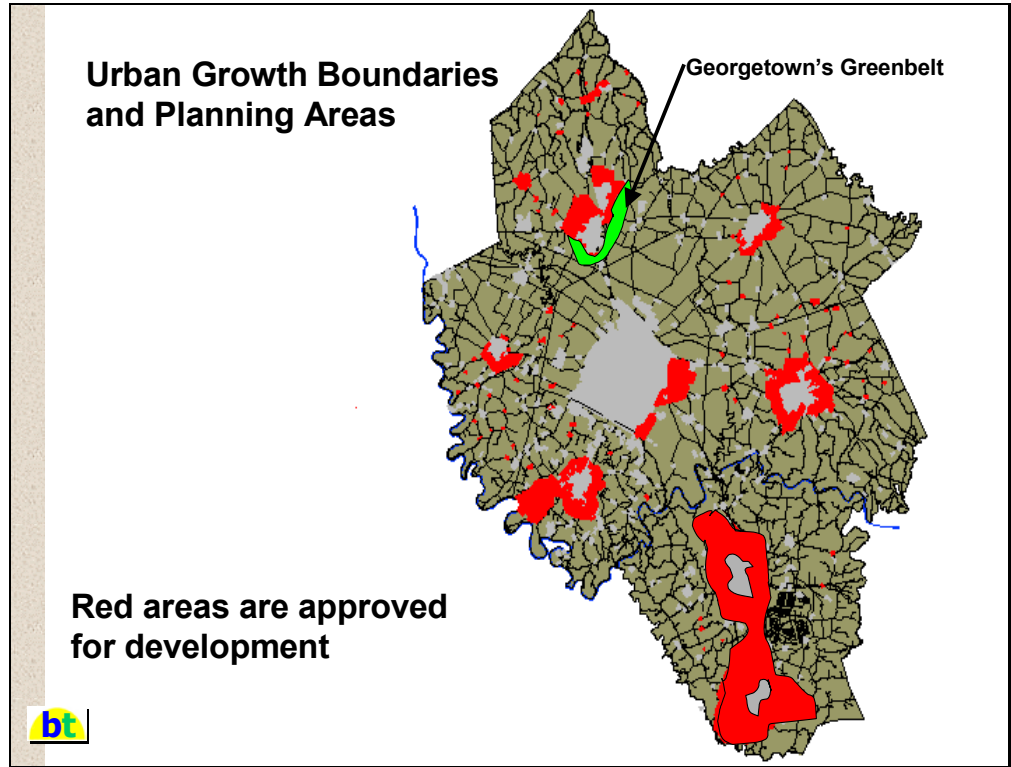 Urban Growth Boundaries
and Planning Areas
Georgetown's Greenbelt
Red areas are approved
for development
bt